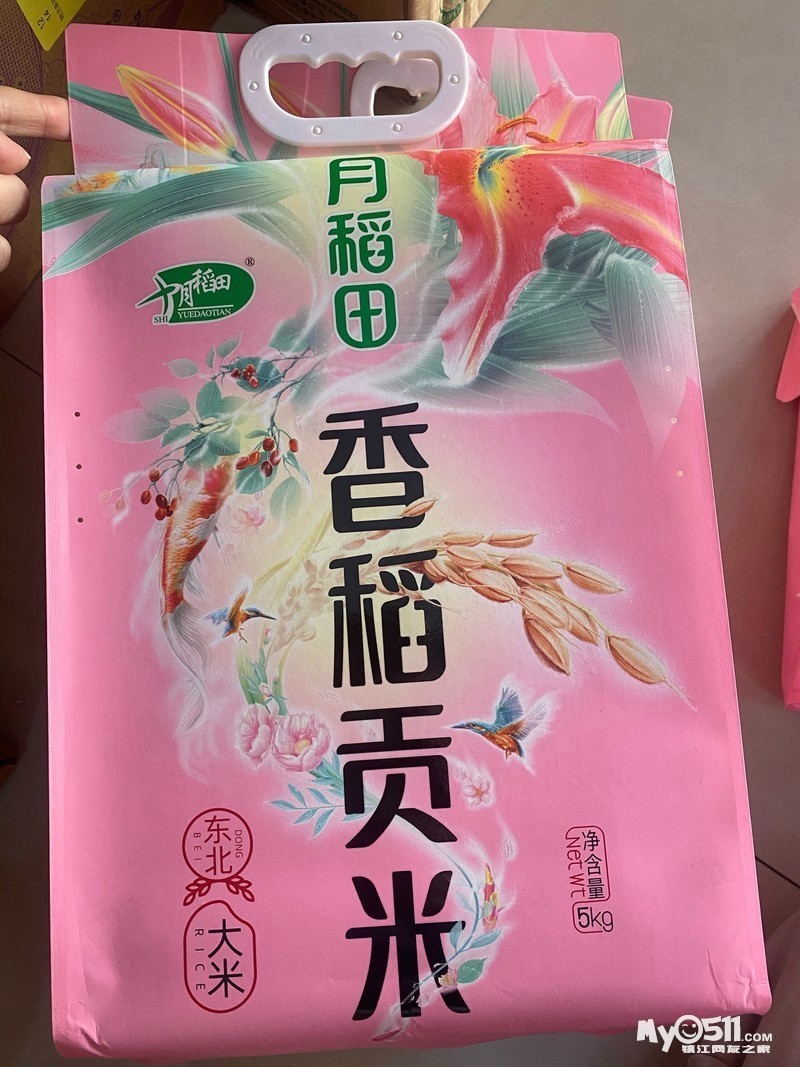 月稻田
十月稻田
®
SHI YUEDAOTIAN
香稻贡米
东北
DONG
BEI
大米
RICE
净含量
Net Wt
5kg
My0511.COM
镇江网友之家